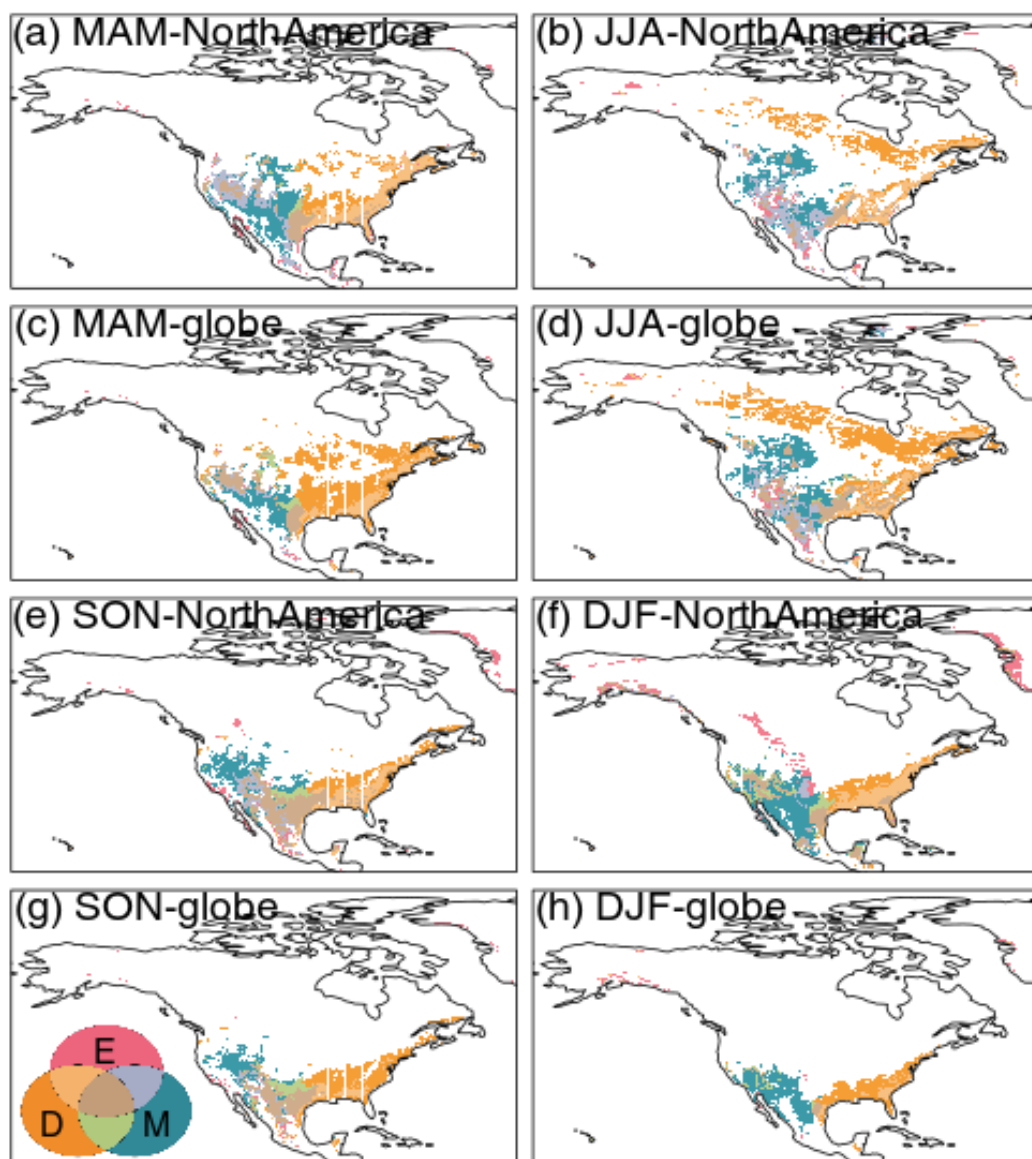 (a) MAM-NorthAmerica
(b) JJA-NorthAmerica
(c) MAM-globe
(d) JJA-globe
(e) SON-NorthAmerica
(f) DJF-NorthAmerica
(g) SON-globe
(h) DJF-globe
E
D
M